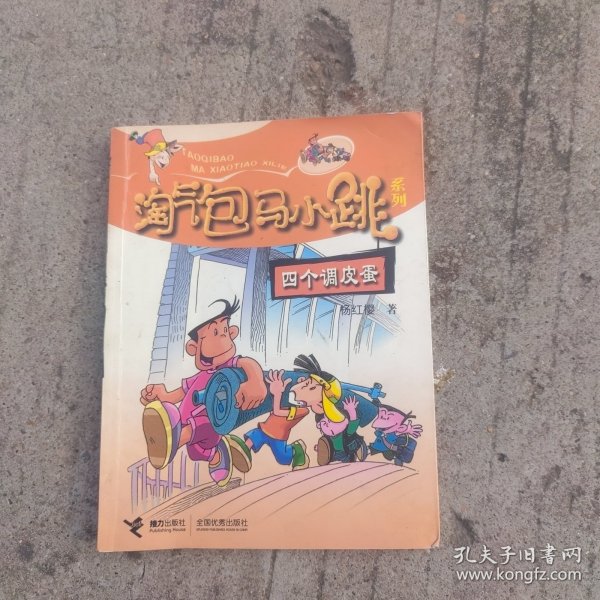 TAOQIBAO
MA XIAOTIAO XILIE
淘气包马小跳
系列
四个调皮蛋
杨红樱 著
接力出版社
Publishing House
全国优秀出版社
孔夫子旧书网
www.kongfz.com